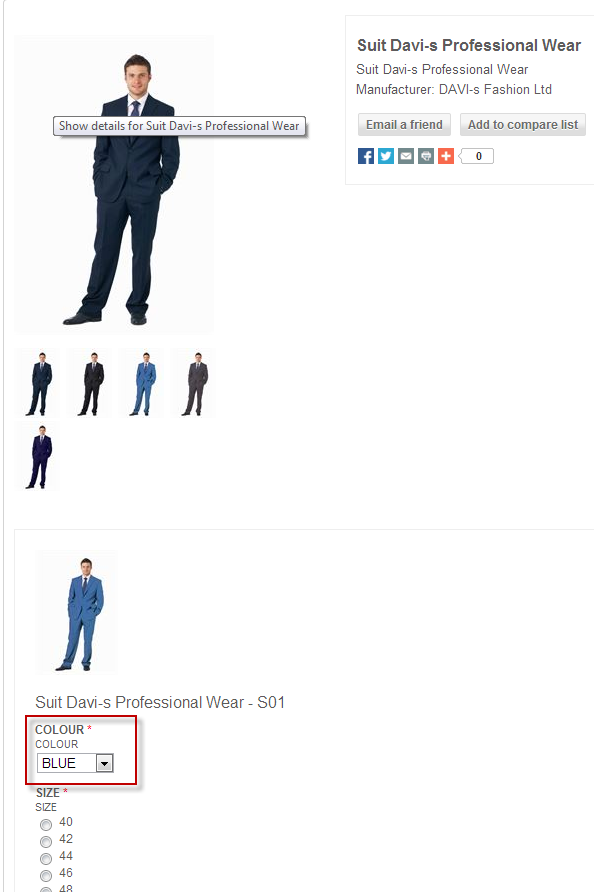 Suit Davi-s Professional Wear
Suit Davi-s Professional Wear
Manufacturer: DAVI-s Fashion Ltd
Email a friend Add to compare list
0
Show details for Suit Davi-s Professional Wear
Suit Davi-s Professional Wear - S01
COLOUR *
COLOUR
BLUE
SIZE *
SIZE
40
42
44
46
48